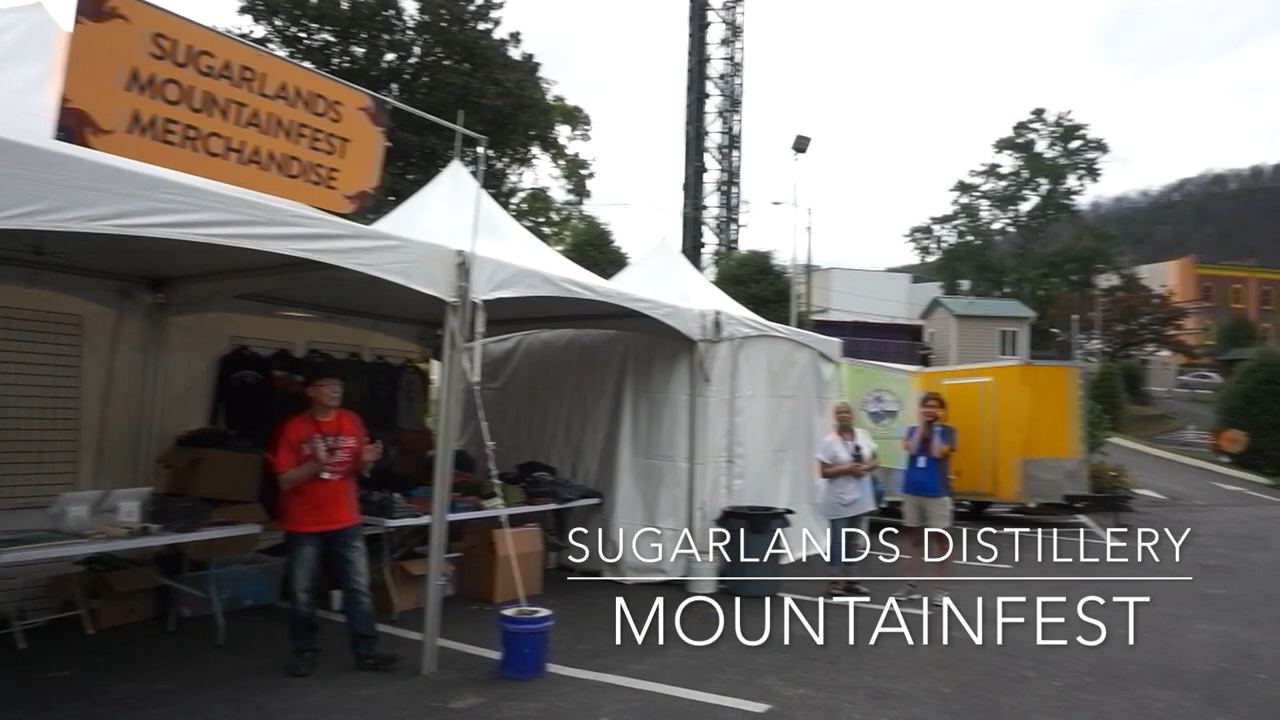 SUGARLANDS
MOUNTAINFEST
MERCHANDISE
SUGARLANDS DISTILLERY
MOUNTAINFEST